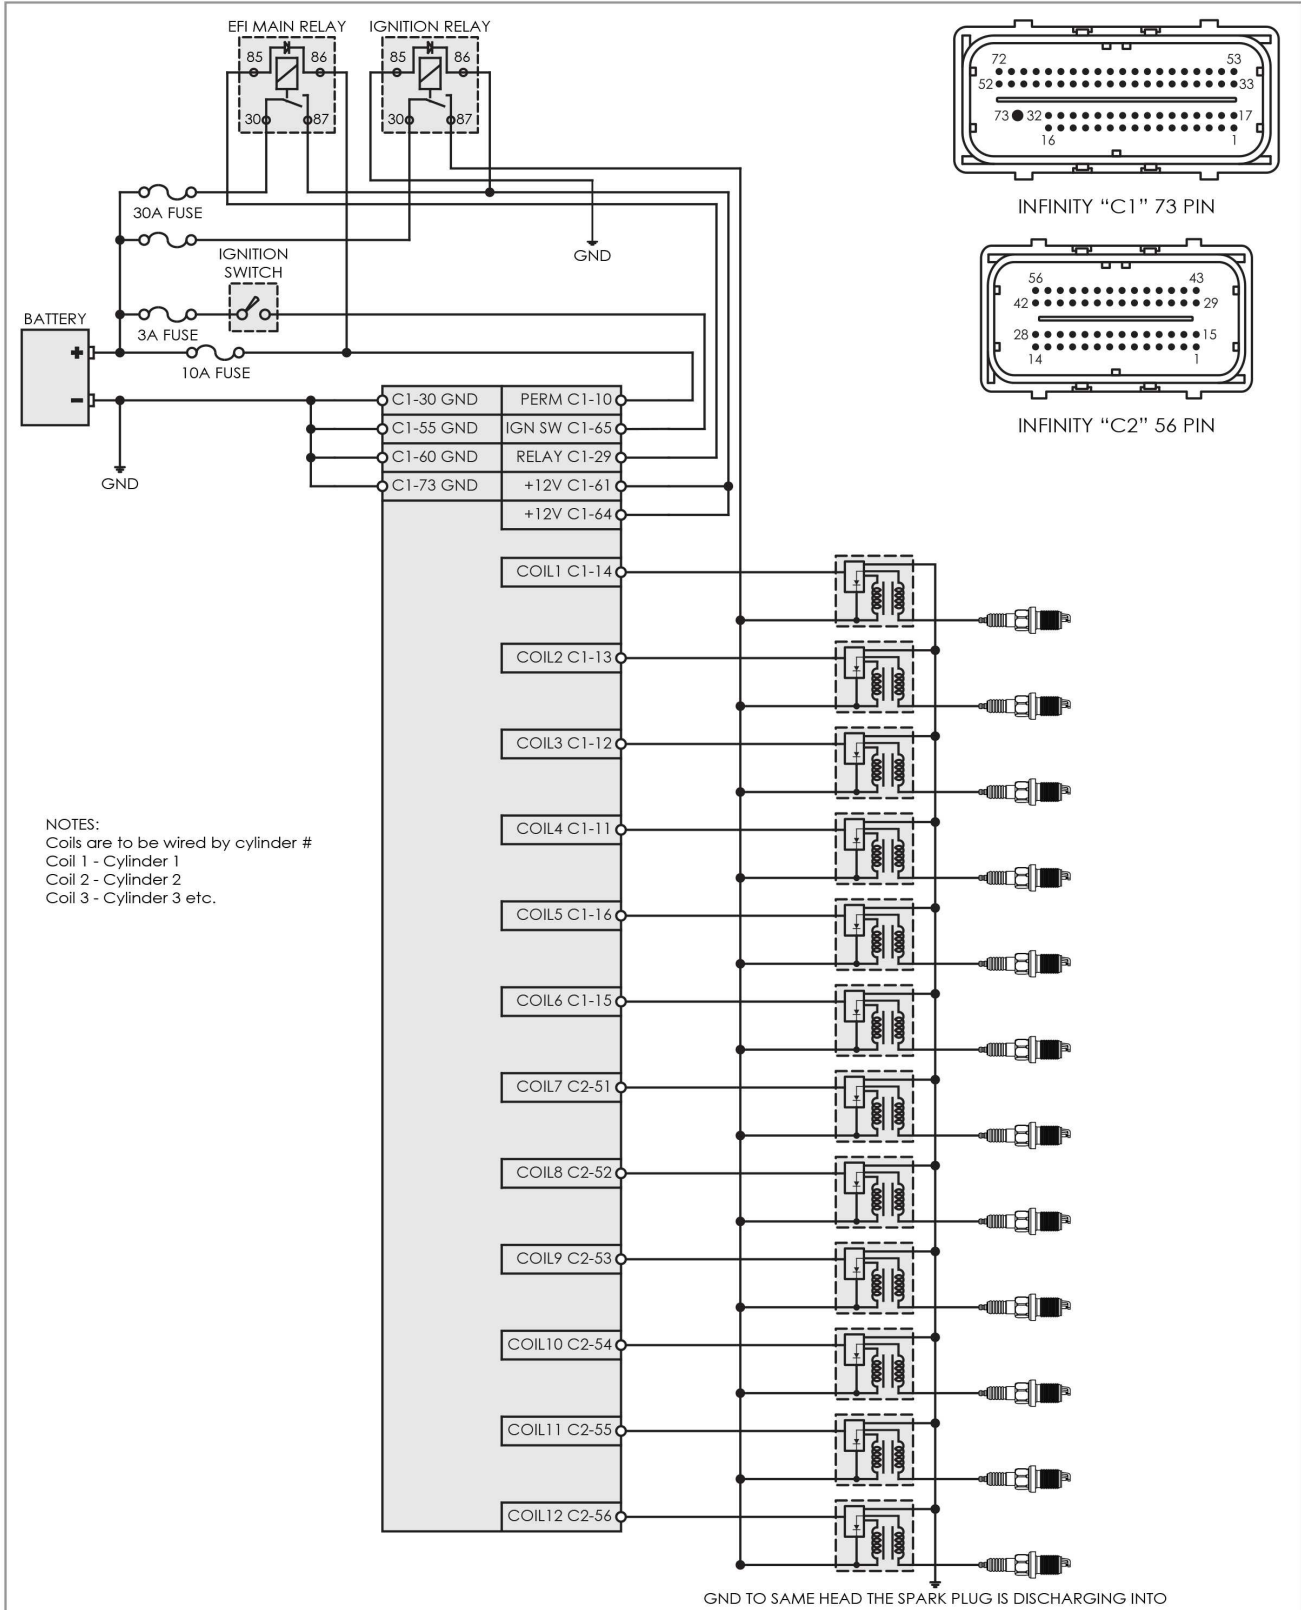 EFI MAIN RELAY
IGNITION RELAY
85 86
30 87
85 86
30 87
30A FUSE
IGNITION
SWITCH
GND
3A FUSE
BATTERY
+
-
10A FUSE
GND
72 53
52 33
73 32 17
16 1
INFINITY “C1” 73 PIN
56 43
42 29
28 15
14 1
INFINITY “C2” 56 PIN
C1-30 GND
C1-55 GND
C1-60 GND
C1-73 GND
PERM C1-10
IGN SW C1-65
RELAY C1-29
+12V C1-61
+12V C1-64
COIL1 C1-14
COIL2 C1-13
COIL3 C1-12
COIL4 C1-11
COIL5 C1-16
COIL6 C1-15
COIL7 C2-51
COIL8 C2-52
COIL9 C2-53
COIL10 C2-54
COIL11 C2-55
COIL12 C2-56
NOTES:
Coils are to be wired by cylinder #
Coil 1 - Cylinder 1
Coil 2 - Cylinder 2
Coil 3 - Cylinder 3 etc.
GND TO SAME HEAD THE SPARK PLUG IS DISCHARGING INTO